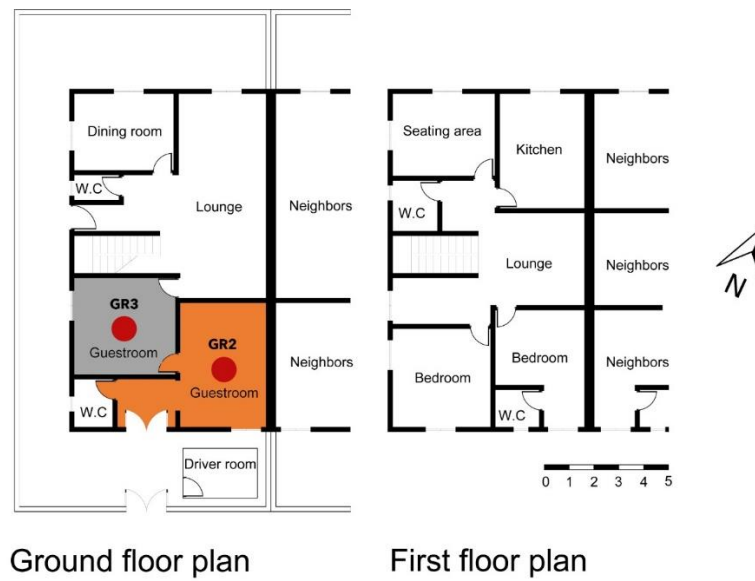 Dining room
W.C
Lounge
Neighbors
GR3
Guestroom
GR2
Guestroom
Neighbors
W.C
Driver room
Seating area
Kitchen
Neighbors
W.C
Lounge
Neighbors
Bedroom
Bedroom
Neighbors
W.C
N
0 1 2 3 4 5
Ground floor plan
First floor plan